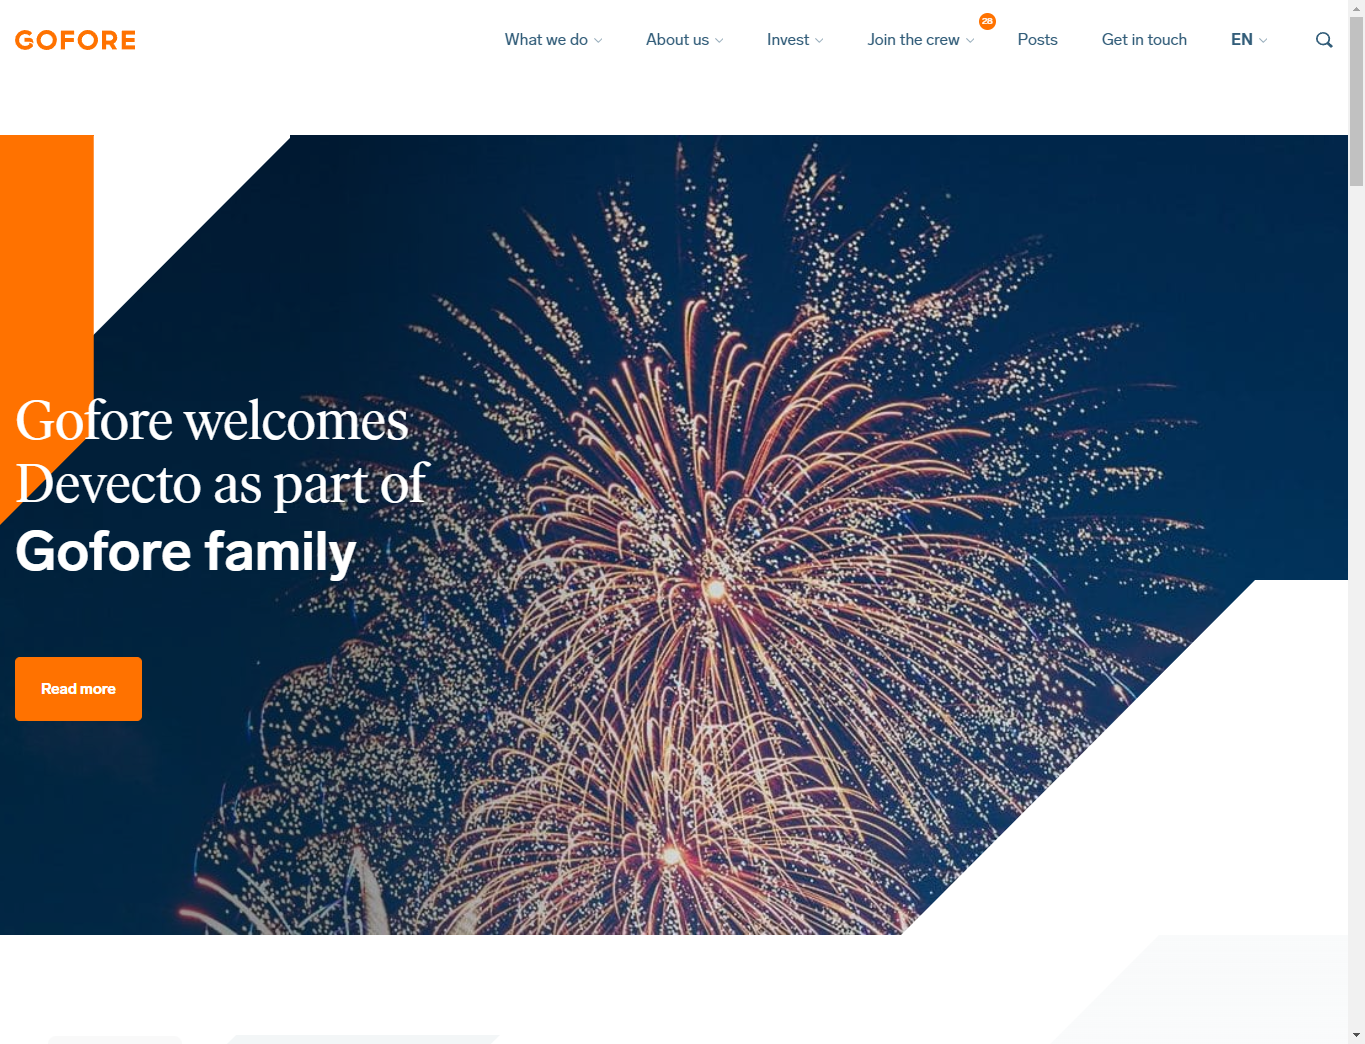 GOFORE
What we do
About us
Invest
Join the crew
28
Posts
Get in touch
EN
Gofore welcomes
Devecto as part of
Gofore family
Read more